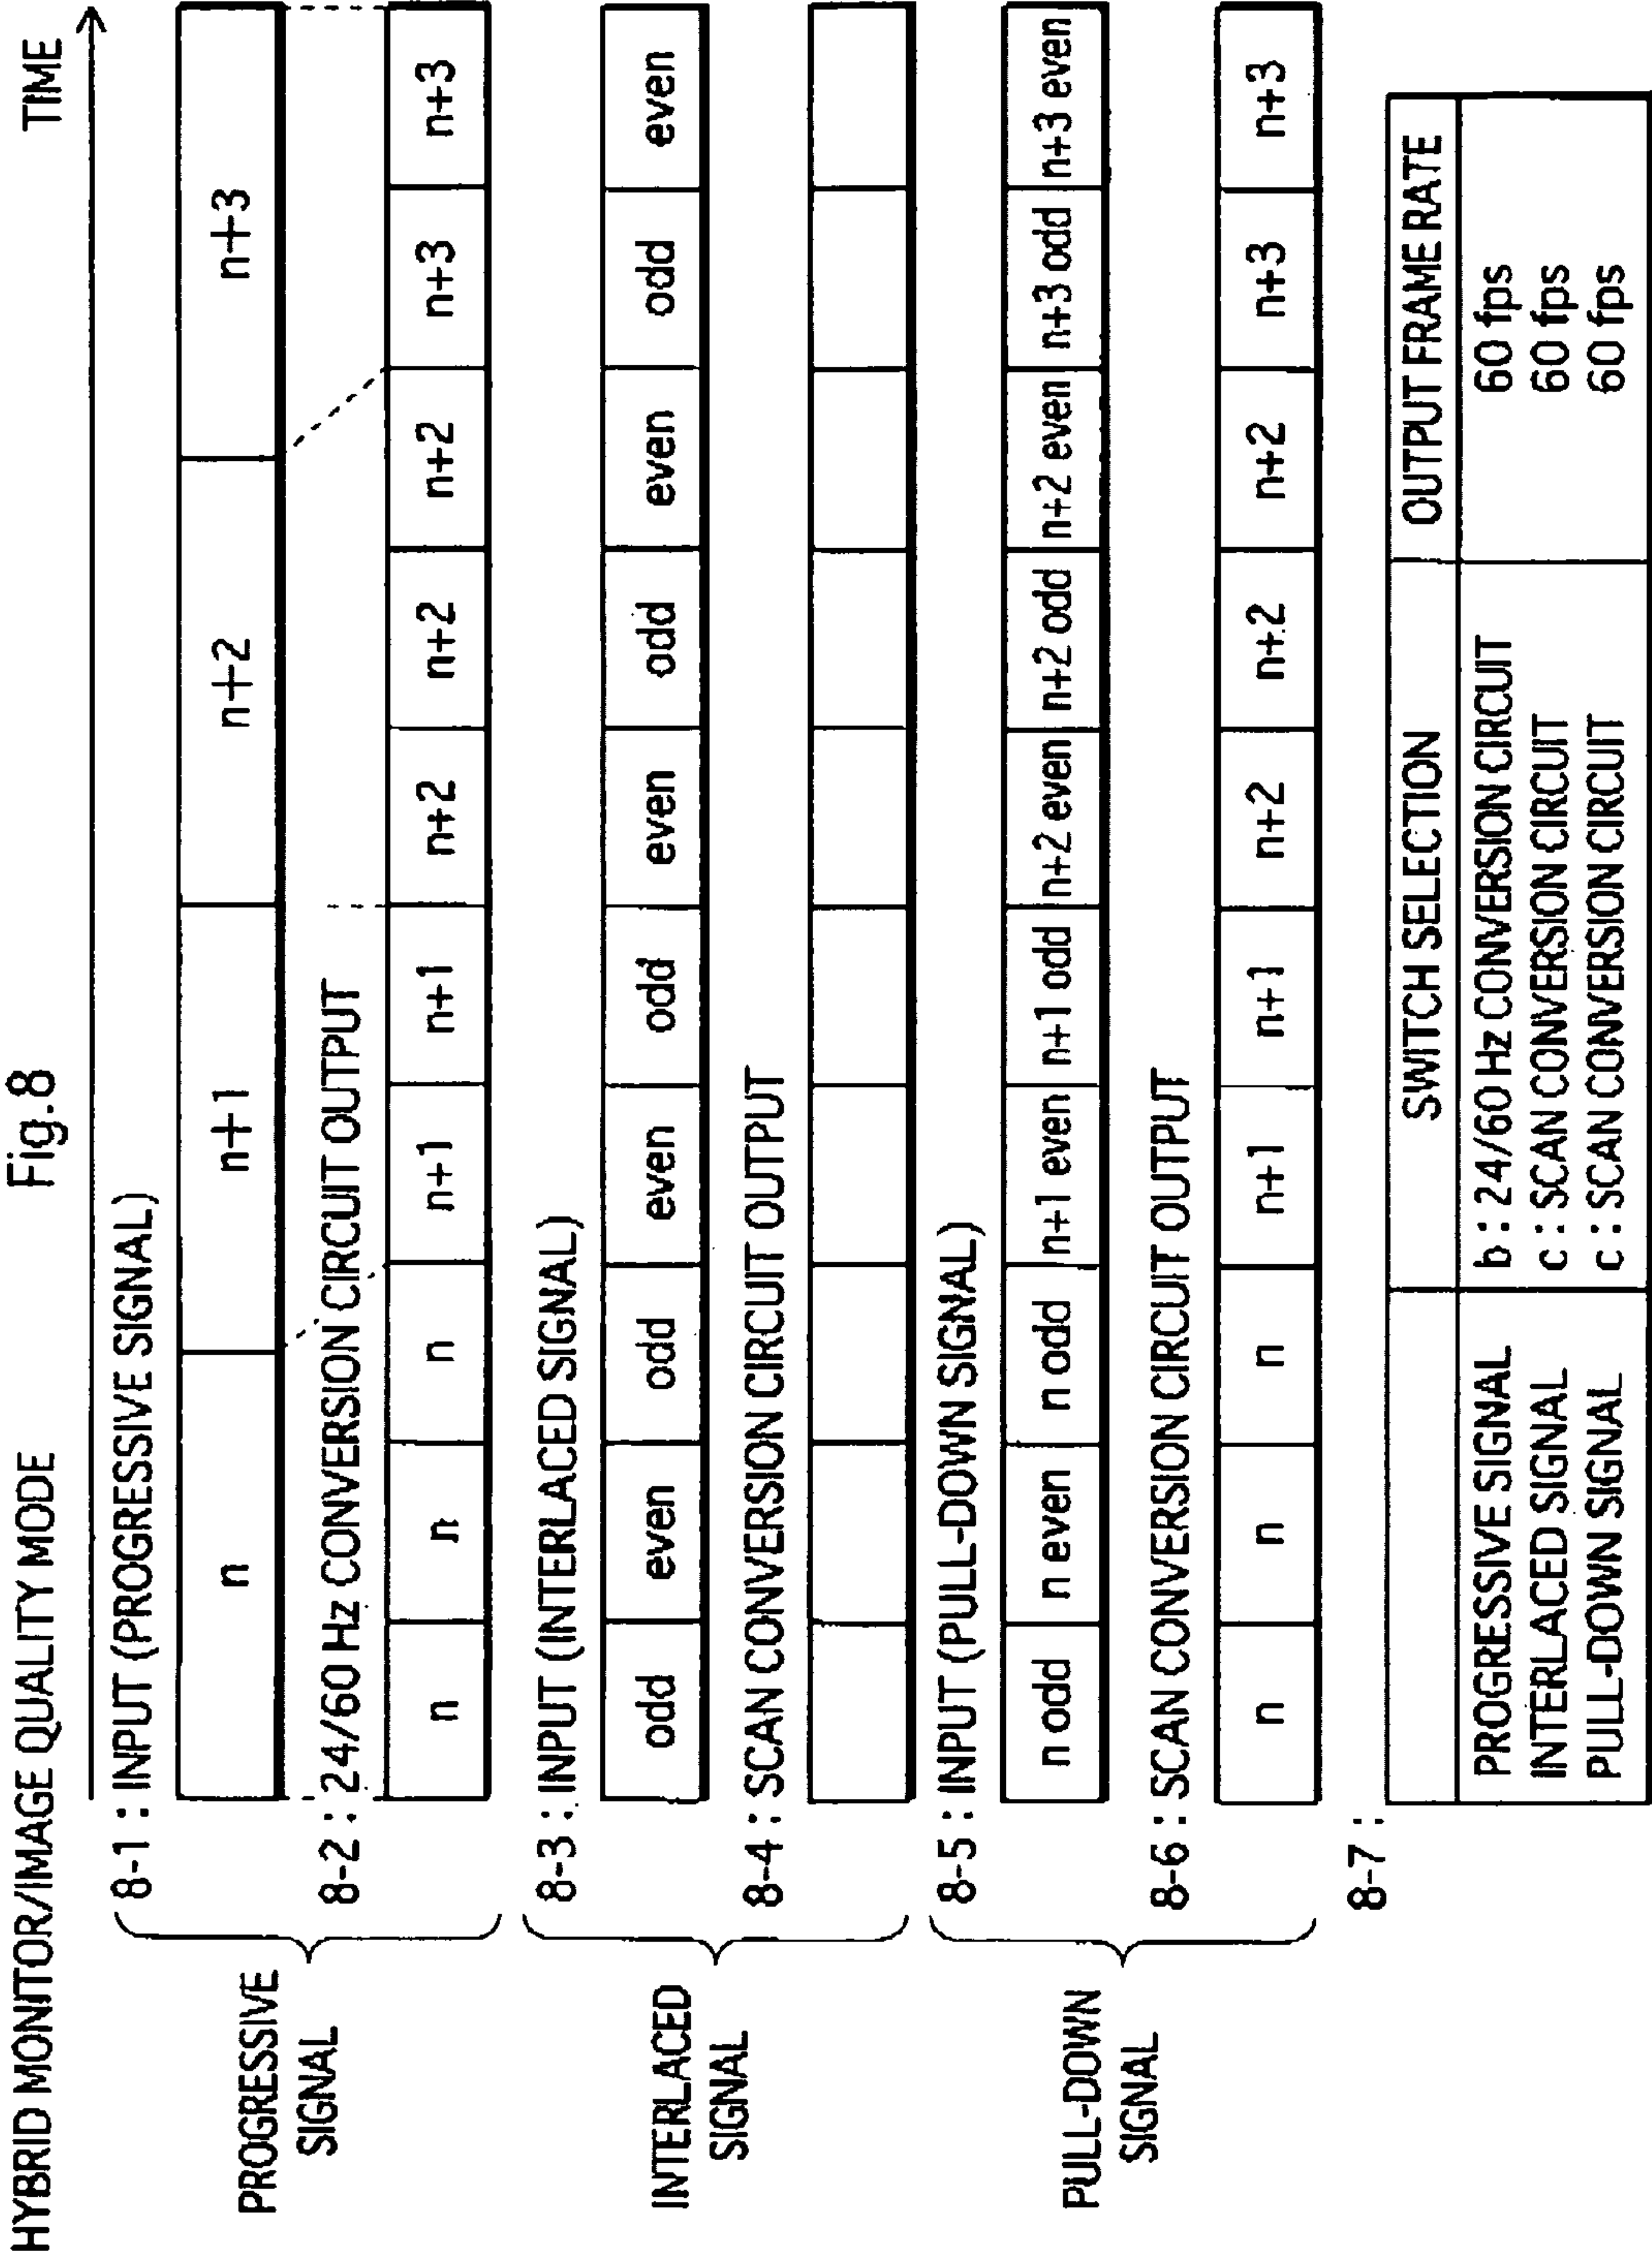 HYBRID MONITOR/IMAGE QUALITY MODE
Fig.8
TIME
PROGRESSIVE SIGNAL
8-1 : INPUT (PROGRESSIVE SIGNAL)
n n+1 n+2 n+3
8-2 : 24/60 Hz CONVERSION CIRCUIT OUTPUT
n n n n+1 n+1 n+2 n+2 n+2 n+3 n+3
INTERLACED SIGNAL
8-3 : INPUT (INTERLACED SIGNAL)
odd even odd even odd even odd even odd even
8-4 : SCAN CONVERSION CIRCUIT OUTPUT
PULL-DOWN SIGNAL
8-5 : INPUT (PULL-DOWN SIGNAL)
n odd n even n odd n+1 even n+1 odd n+2 even n+2 odd n+2 even n+3 odd n+3 even
8-6 : SCAN CONVERSION CIRCUIT OUTPUT
n n n n+1 n+1 n+2 n+2 n+2 n+3 n+3
8-7 :
SWITCH SELECTION OUTPUT FRAME RATE
PROGRESSIVE SIGNAL b : 24/60 Hz CONVERSION CIRCUIT 60 fps
INTERLACED SIGNAL c : SCAN CONVERSION CIRCUIT 60 fps
PULL-DOWN SIGNAL c : SCAN CONVERSION CIRCUIT 60 fps